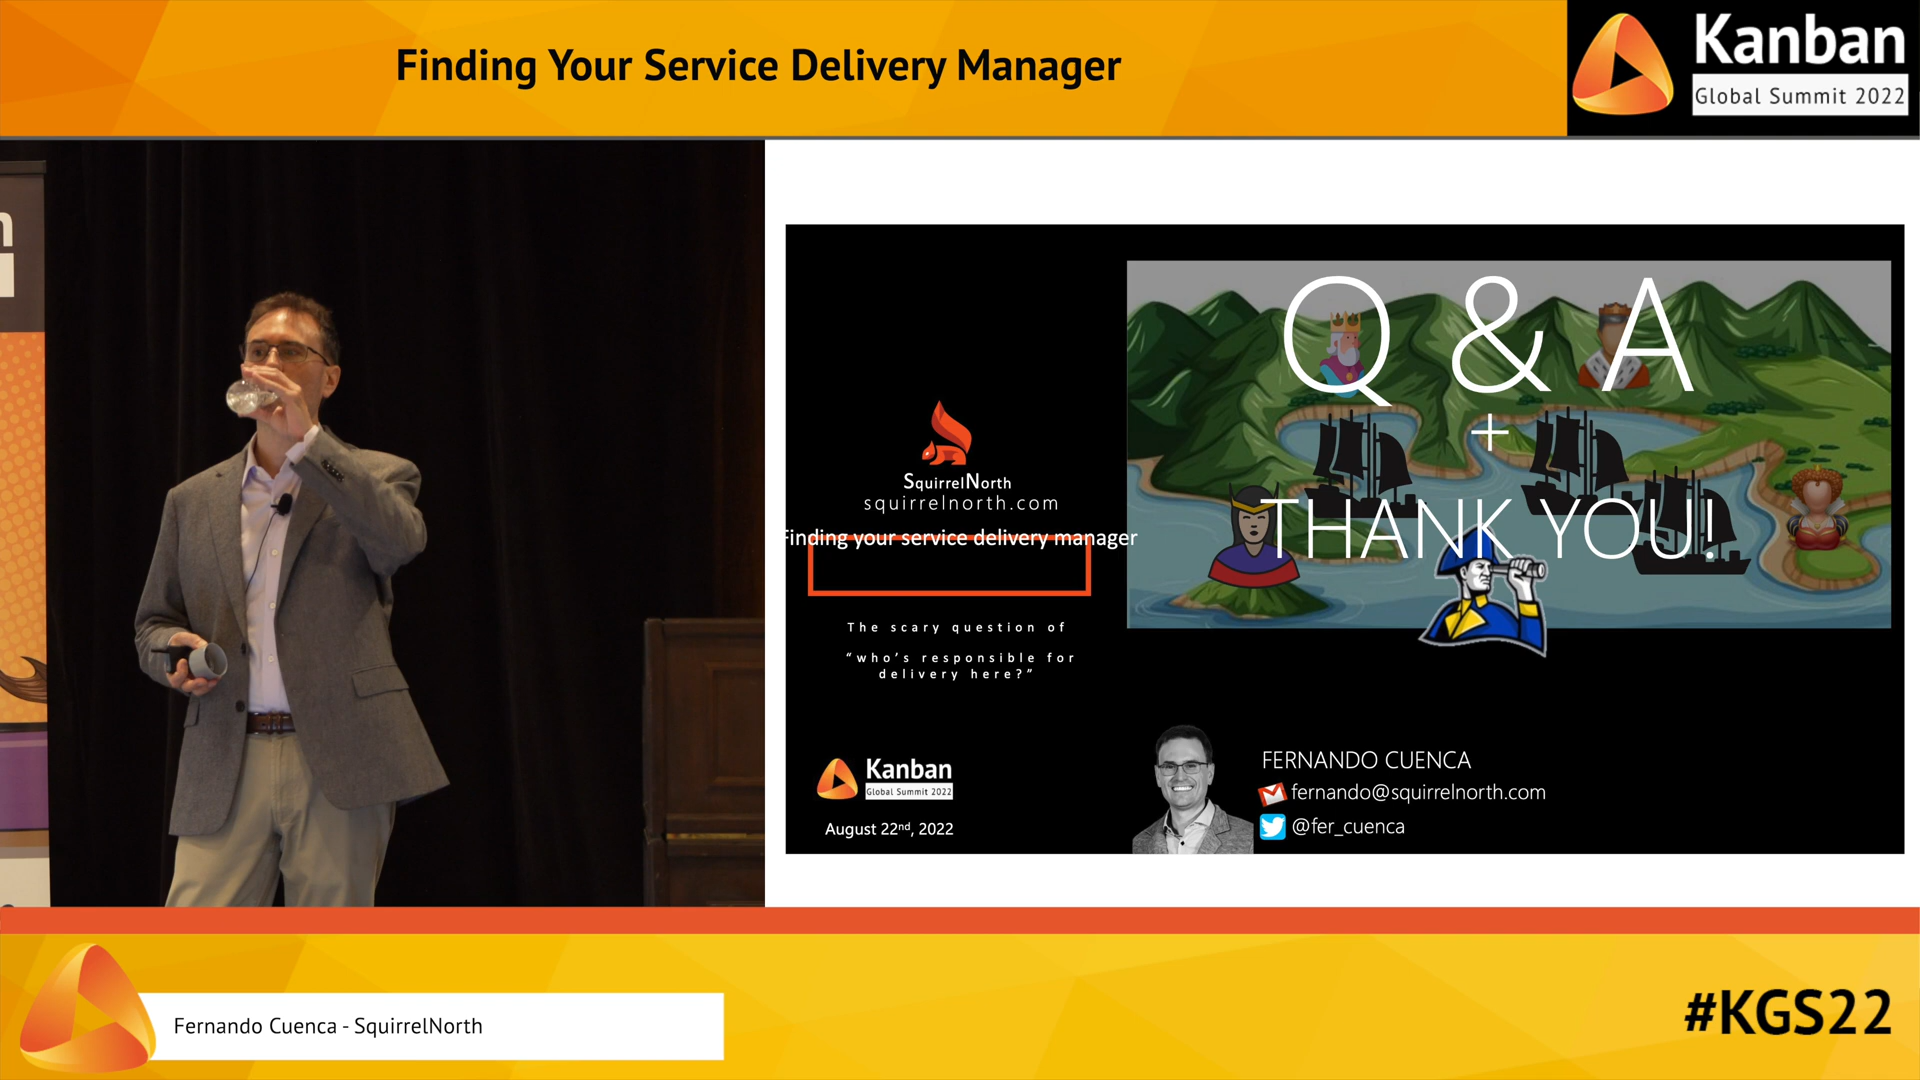 Finding Your Service Delivery Manager
Kanban
Global Summit 2022
Q & A
+
THANK YOU!
SquirrelNorth
squirrelnorth.com
Finding your service delivery manager
The scary question of
“who’s responsible for
delivery here?”
Kanban
Global Summit 2022
August 22nd, 2022
FERNANDO CUENCA
fernando@squirrelnorth.com
@fer_cuenca
Fernando Cuenca - SquirrelNorth
#KGS22